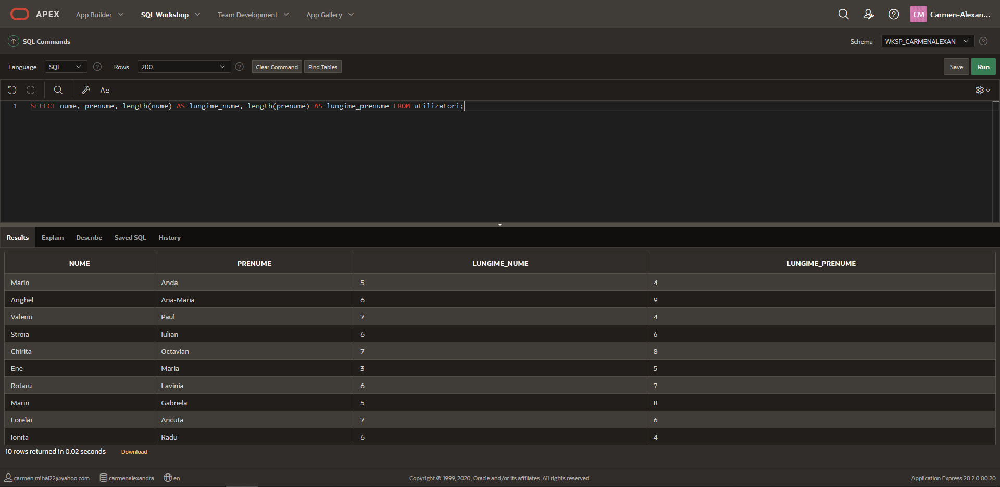 APEX App Builder SQL Workshop Team Development App Gallery CM Carmen-Alexan...
SQL Commands Schema WKSP_CARMENALEXAN
Language SQL Rows 200 Clear Command Find Tables Save Run
A::
1 SELECT nume, prenume, length(nume) AS lungime_nume, length(prenume) AS lungime_prenume FROM utilizatori;
Results Explain Describe Saved SQL History
NUME PRENUME LUNGIME_NUME LUNGIME_PRENUME
Marin Anda 5 4
Anghel Ana-Maria 6 9
Valeriu Paul 7 4
Stroia Iulian 6 6
Chirita Octavian 7 8
Ene Maria 3 5
Rotaru Lavinia 6 7
Marin Gabriela 5 8
Lorelai Ancuta 7 6
Ionita Radu 6 4
10 rows returned in 0.02 seconds Download
carmen.mihai22@yahoo.com carmenalexandra en Copyright © 1999, 2020, Oracle and/or its affiliates. All rights reserved. Application Express 20.2.0.00.20